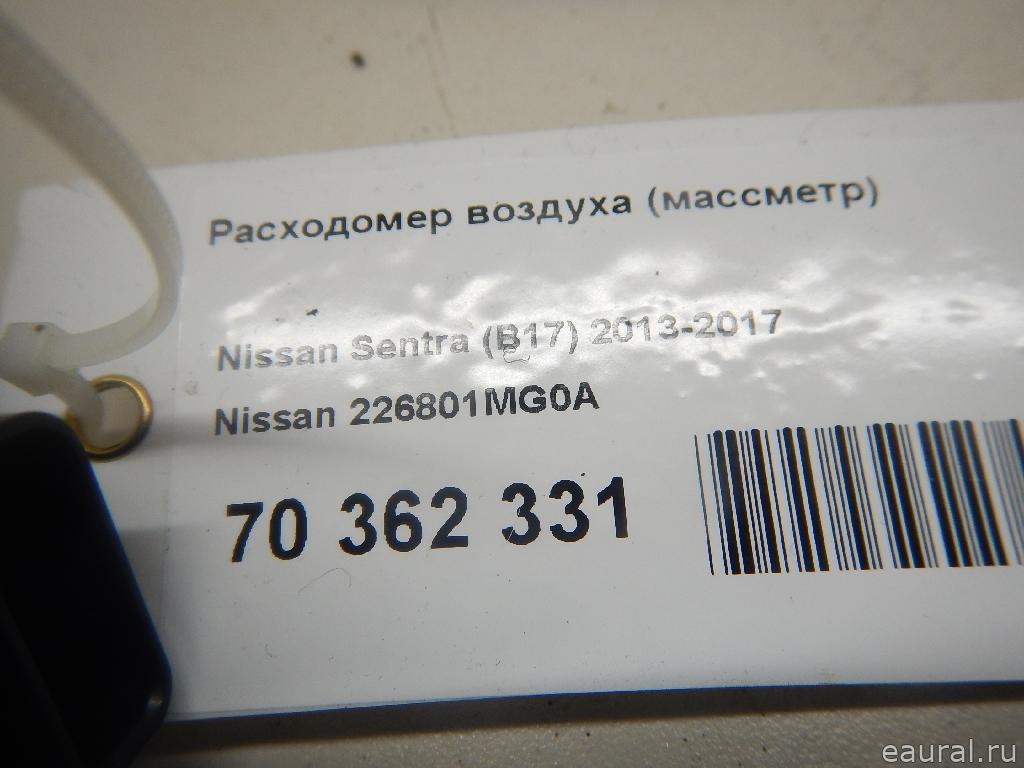 Расходомер воздуха (массметр)
Nissan Sentra (B17) 2013-2017
Nissan 226801MG0A
70 362 331
eaural.ru